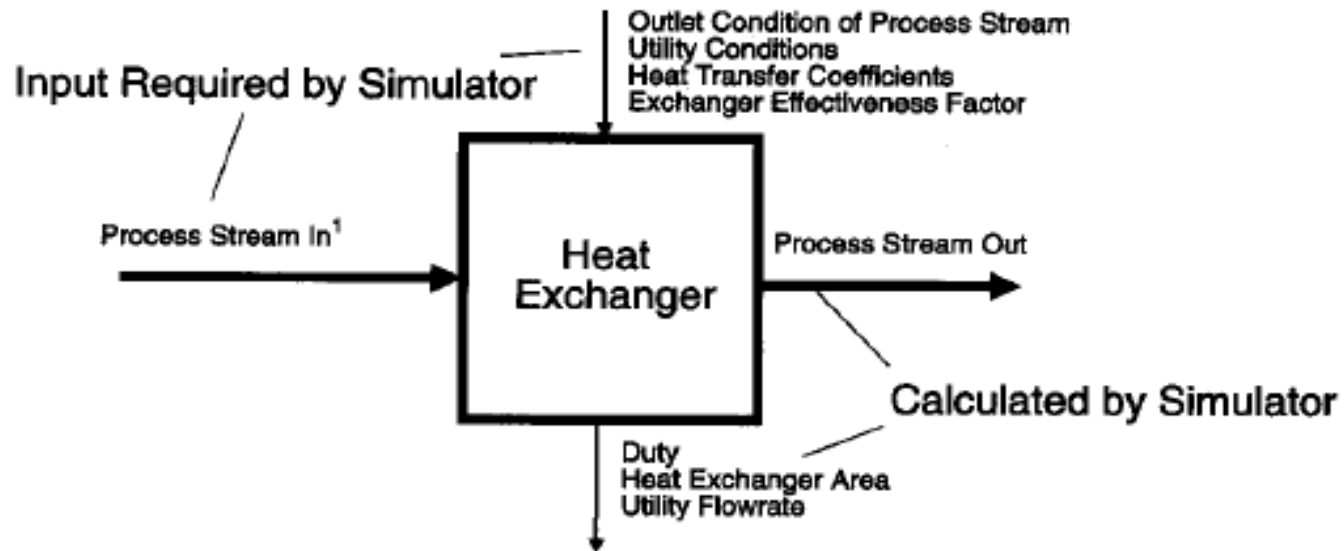 Outlet Condition of Process Stream
Utility Conditions
Heat Transfer Coefficients
Exchanger Effectiveness Factor
Input Required by Simulator
Process Stream In¹
Heat
Exchanger
Process Stream Out
Calculated by Simulator
Duty
Heat Exchanger Area
Utility Flowrate